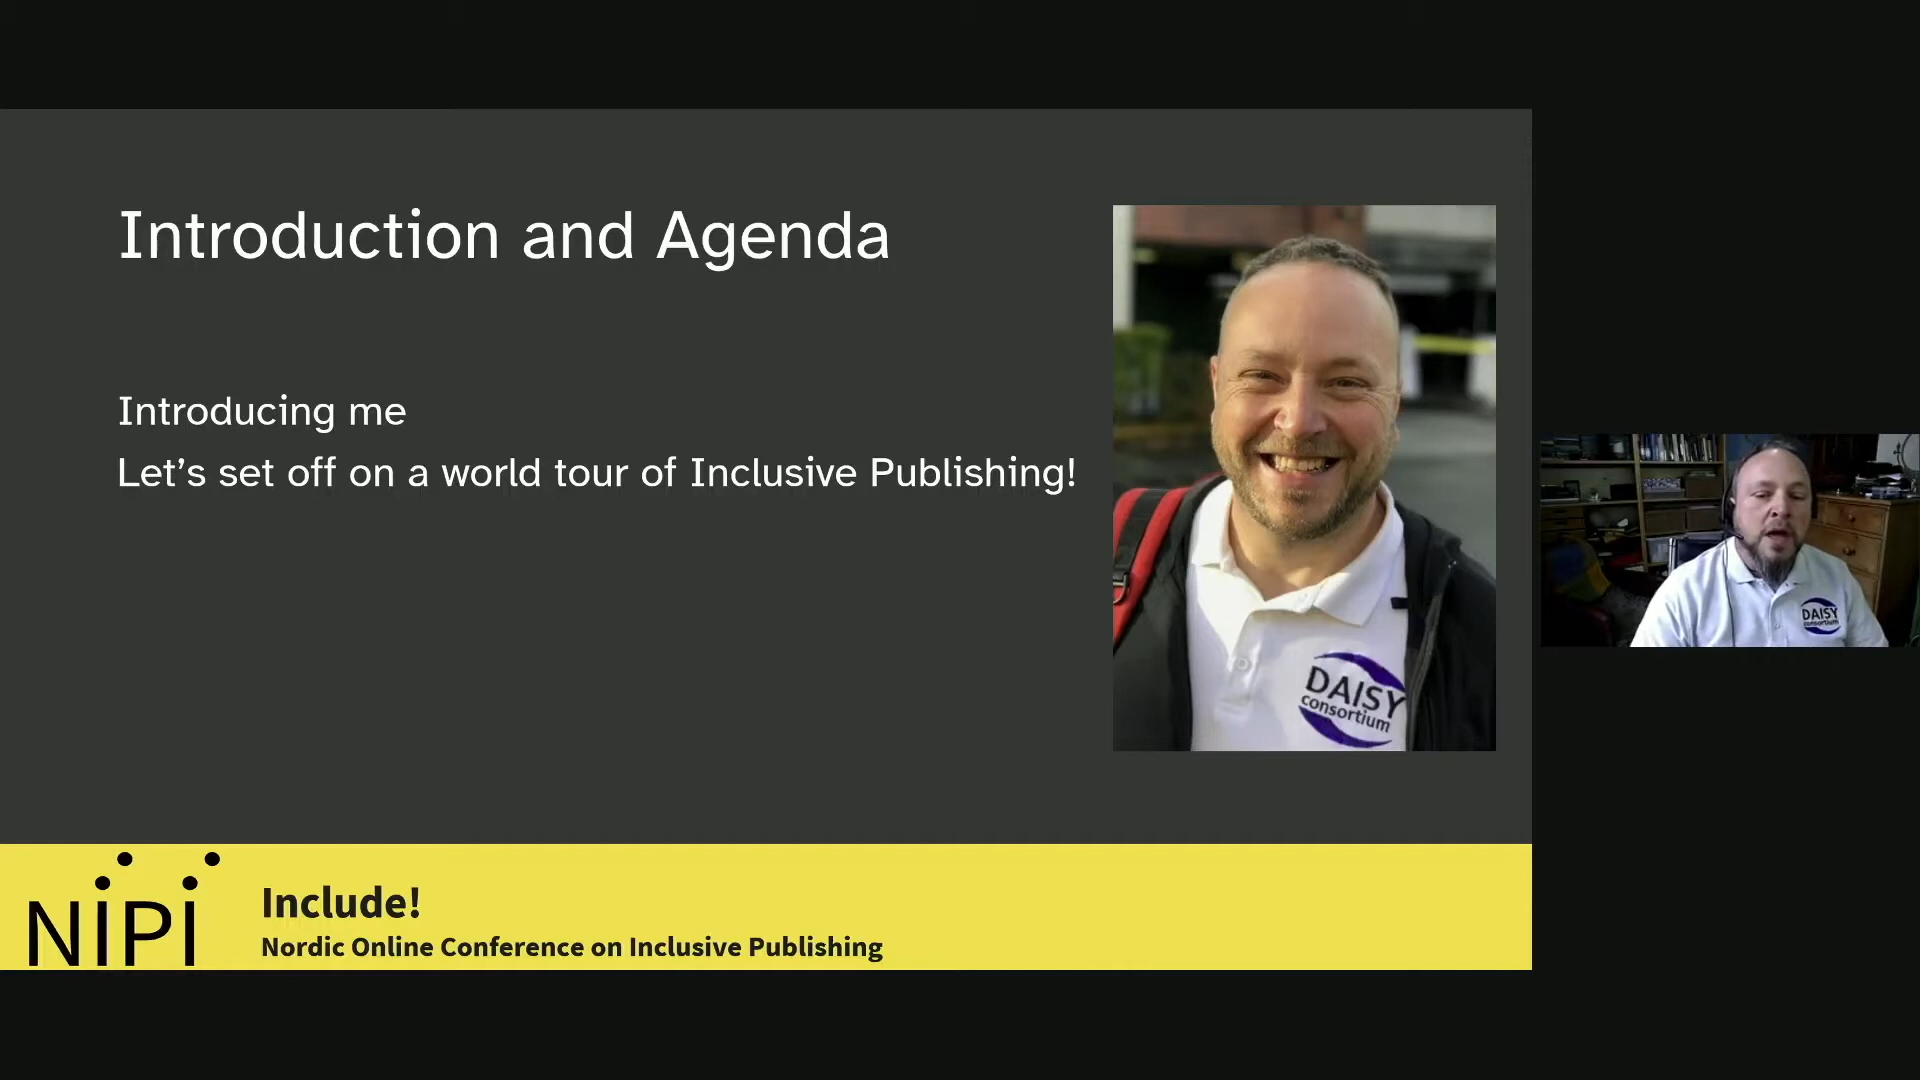 Introduction and Agenda
Introducing me
Let’s set off on a world tour of Inclusive Publishing!
DAISY
consortium
DAISY
consortium
NiPi
Include!
Nordic Online Conference on Inclusive Publishing